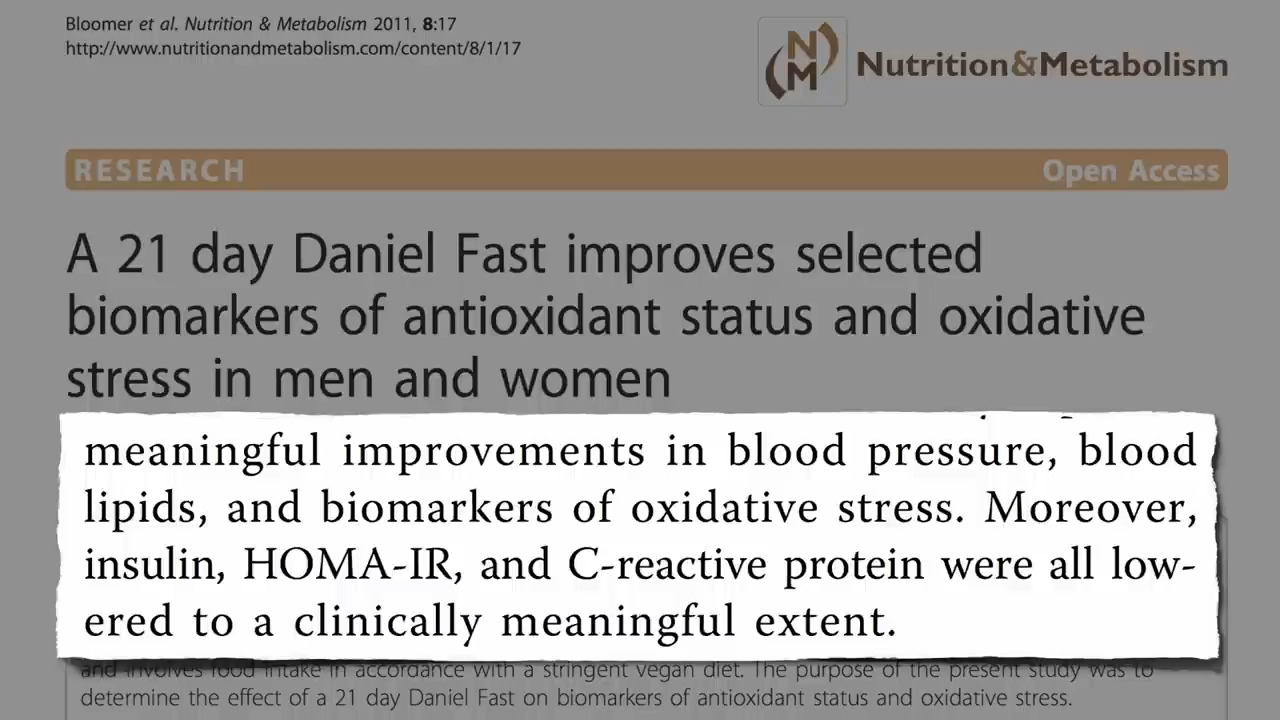 Bloomer et al. Nutrition & Metabolism 2011, 8:17
http://www.nutritionandmetabolism.com/content/8/1/17
NM
Nutrition&Metabolism
RESEARCH
Open Access
A 21 day Daniel Fast improves selected
biomarkers of antioxidant status and oxidative
stress in men and women
meaningful improvements in blood pressure, blood
lipids, and biomarkers of oxidative stress. Moreover,
insulin, HOMA-IR, and C-reactive protein were all low-
ered to a clinically meaningful extent.
and involves food intake in accordance with a stringent vegan diet. The purpose of the present study was to
determine the effect of a 21 day Daniel Fast on biomarkers of antioxidant status and oxidative stress.